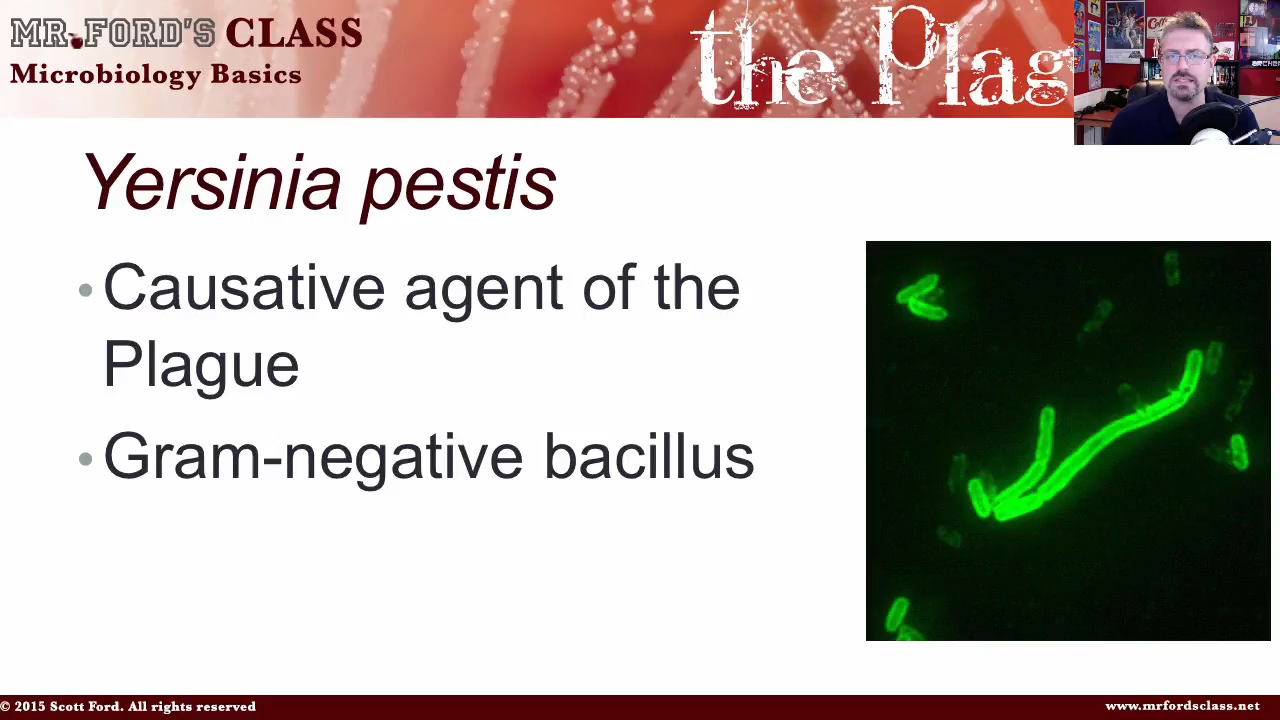 MR. FORD'S CLASS
Microbiology Basics
the Plag
Yersinia pestis
• Causative agent of the
Plague
• Gram-negative bacillus
© 2015 Scott Ford. All rights reserved
www.mrfordsclass.net